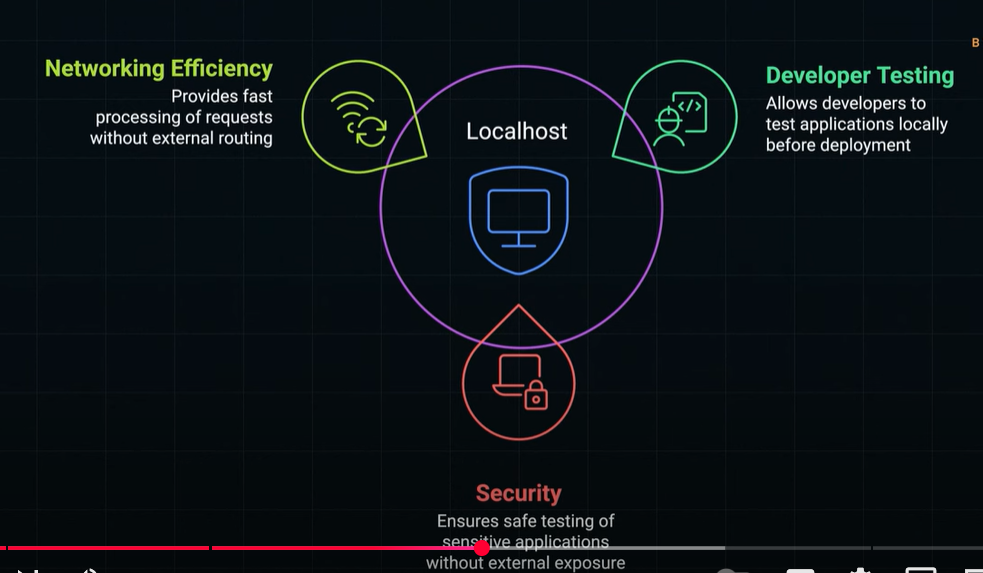 Networking Efficiency
Provides fast
processing of requests
without external routing
Localhost
</>
B
Developer Testing
Allows developers to
test applications locally
before deployment
Security
Ensures safe testing of
sensitive applications
without external exposure